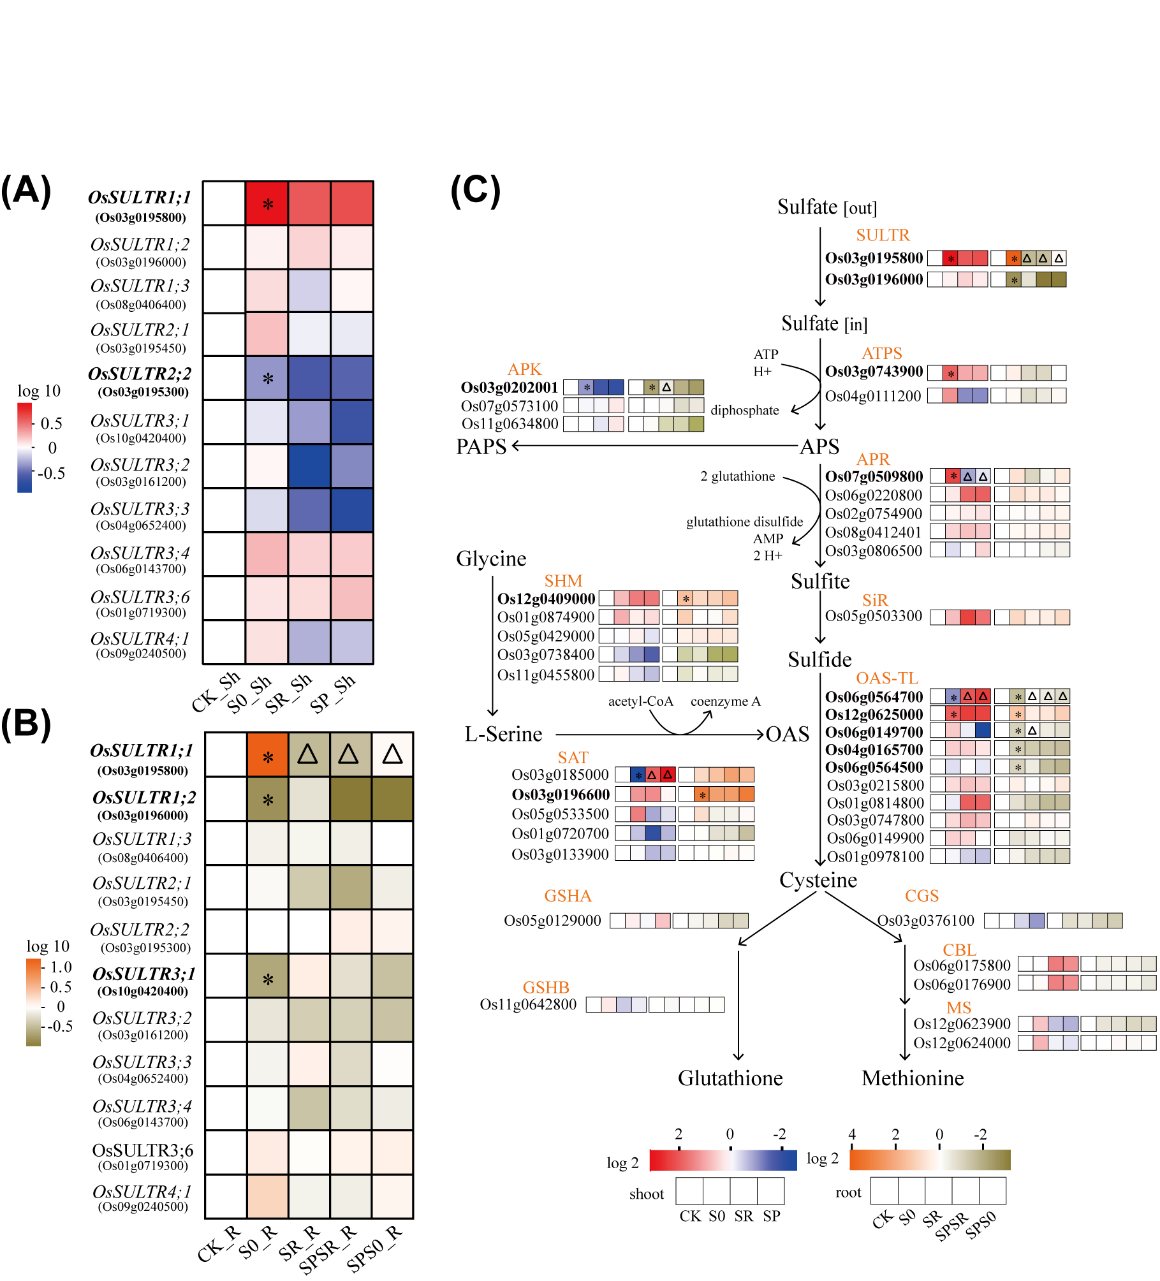 (A)
OsSULTR1;1
(Os03g0195800)
*
OsSULTR1;2
(Os03g0196000)
OsSULTR1;3
(Os08g0406400)
OsSULTR2;1
(Os03g0195450)
OsSULTR2;2
(Os03g0195300)
*
OsSULTR3;1
(Os10g0420400)
OsSULTR3;2
(Os03g0161200)
OsSULTR3;3
(Os04g0652400)
OsSULTR3;4
(Os06g0143700)
OsSULTR3;6
(Os01g0719300)
OsSULTR4;1
(Os09g0240500)
log 10
0.5
0
-0.5
CK_Sh
S0_Sh
SR_Sh
SP_Sh
(B)
OsSULTR1;1
(Os03g0195800)
* Δ Δ Δ
OsSULTR1;2
(Os03g0196000)
*
OsSULTR1;3
(Os08g0406400)
OsSULTR2;1
(Os03g0195450)
OsSULTR2;2
(Os03g0195300)
OsSULTR3;1
(Os10g0420400)
*
OsSULTR3;2
(Os03g0161200)
OsSULTR3;3
(Os04g0652400)
OsSULTR3;4
(Os06g0143700)
OsSULTR3;6
(Os01g0719300)
OsSULTR4;1
(Os09g0240500)
log 10
1.0
0.5
0
-0.5
CK_R
S0_R
SR_R
SPSR_R
SPS0_R
(C)
Sulfate [out]
SULTR
Os03g0195800 * * Δ Δ Δ
Os03g0196000 *
Sulfate [in]
ATP
H+
diphosphate
ATPS
Os03g0743900 *
Os04g0111200
APK
Os03g0202001 * * Δ
Os07g0573100
Os11g0634800
PAPS
APS
2 glutathione
glutathione disulfide
AMP
2 H+
APR
Os07g0509800 * Δ Δ
Os06g0220800
Os02g0754900
Os08g0412401
Os03g0806500
Glycine
Sulfite
SHM
Os12g0409000 *
Os01g0874900
Os05g0429000
Os03g0738400
Os11g0455800
SiR
Os05g0503300
Sulfide
acetyl-CoA
coenzyme A
L-Serine
OAS
OAS-TL
Os06g0564700 * Δ Δ * Δ Δ Δ
Os12g0625000 * *
Os06g0149700 * Δ
Os04g0165700 *
Os06g0564500 *
Os03g0215800
Os01g0814800
Os03g0747800
Os06g0149900
Os01g0978100
SAT
Os03g0185000 * Δ Δ
Os03g0196600 *
Os05g0533500
Os01g0720700
Os03g0133900
Cysteine
GSHA
Os05g0129000
CGS
Os03g0376100
CBL
Os06g0175800
Os06g0176900
GSHB
Os11g0642800
MS
Os12g0623900
Os12g0624000
Glutathione
Methionine
2 0 -2
log 2
shoot
CK S0 SR SP
4 2 0 -2
log 2
root
CK S0 SR SPSR SPS0